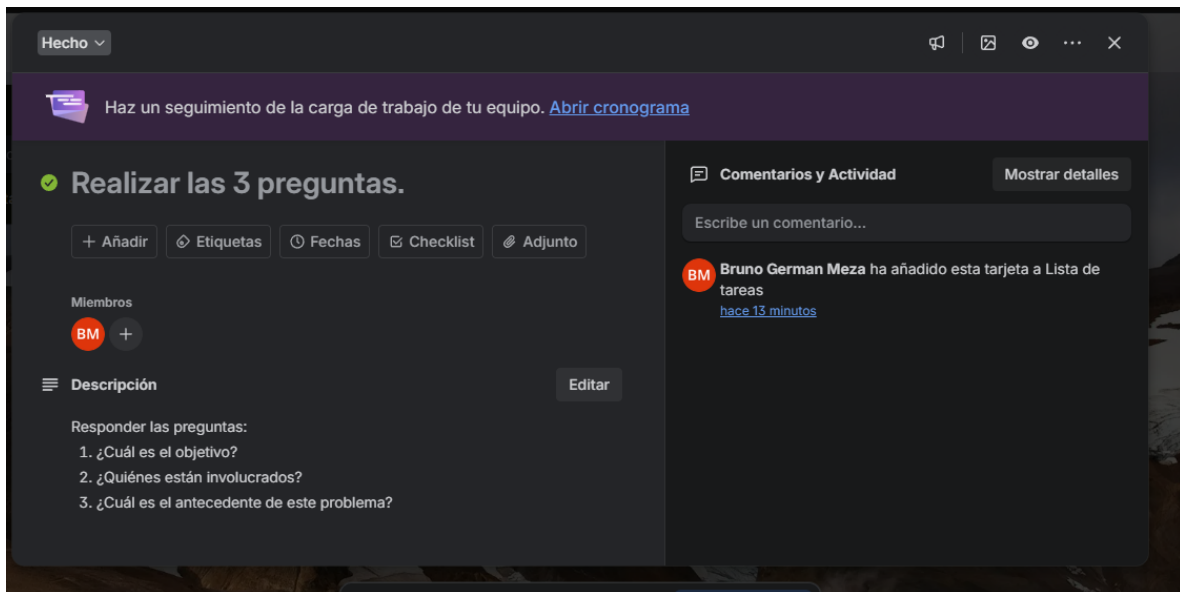 Hecho
Haz un seguimiento de la carga de trabajo de tu equipo. Abrir cronograma
Realizar las 3 preguntas.
+ Añadir
Etiquetas
Fechas
Checklist
Adjunto
Miembros
BM
+
Descripción
Editar
Responder las preguntas:
1. ¿Cuál es el objetivo?
2. ¿Quiénes están involucrados?
3. ¿Cuál es el antecedente de este problema?
Comentarios y Actividad
Mostrar detalles
Escribe un comentario...
BM
Bruno German Meza ha añadido esta tarjeta a Lista de
tareas
hace 13 minutos